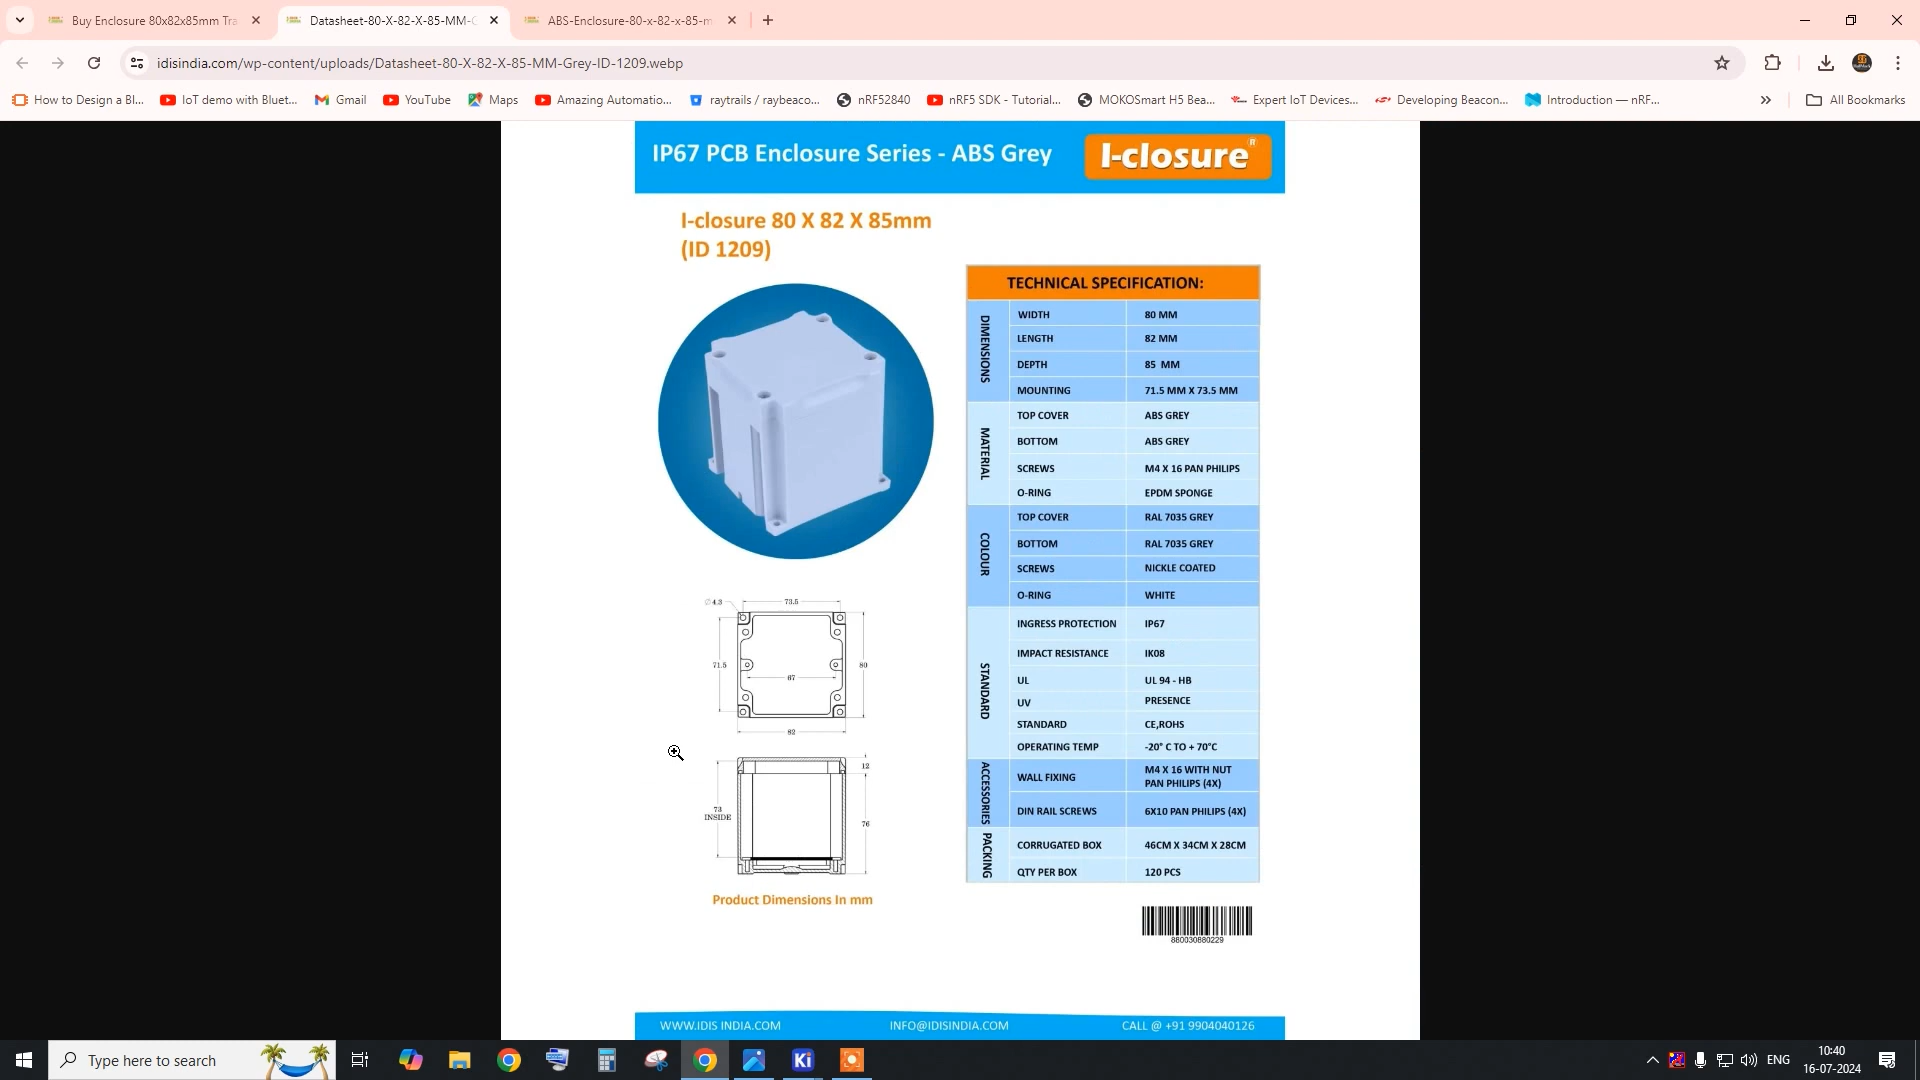 Buy Enclosure 80x82x85mm Tra
Datasheet-80-X-82-X-85-MM-G
ABS-Enclosure-80-x-82-x-85-m
idisindia.com/wp-content/uploads/Datasheet-80-X-82-X-85-MM-Grey-ID-1209.webp
How to Design a Bl...
IoT demo with Bluet...
Gmail
YouTube
Maps
Amazing Automatio...
raytrails / raybeaco...
nRF52840
nRF5 SDK - Tutorial...
MOKOSmart H5 Bea...
Expert IoT Devices...
Developing Beacon...
Introduction — nRF...
All Bookmarks
IP67 PCB Enclosure Series - ABS Grey
I-closure
I-closure 80 X 82 X 85mm
(ID 1209)
TECHNICAL SPECIFICATION:
DIMENSIONS
WIDTH 80 MM
LENGTH 82 MM
DEPTH 85 MM
MOUNTING 71.5 MM X 73.5 MM
MATERIAL
TOP COVER ABS GREY
BOTTOM ABS GREY
SCREWS M4 X 16 PAN PHILIPS
O-RING EPDM SPONGE
COLOUR
TOP COVER RAL 7035 GREY
BOTTOM RAL 7035 GREY
SCREWS NICKLE COATED
O-RING WHITE
STANDARD
INGRESS PROTECTION IP67
IMPACT RESISTANCE IK08
UL UL 94 - HB
UV PRESENCE
STANDARD CE,ROHS
OPERATING TEMP -20° C TO + 70°C
ACCESSORIES
WALL FIXING M4 X 16 WITH NUT
PAN PHILIPS (4X)
DIN RAIL SCREWS 6X10 PAN PHILIPS (4X)
PACKING
CORRUGATED BOX 46CM X 34CM X 28CM
QTY PER BOX 120 PCS
∅4.3
73.5
71.5
80
67
82
12
73
INSIDE
76
Product Dimensions In mm
880030880229
WWW.IDIS INDIA.COM
INFO@IDISINDIA.COM
CALL @ +91 9904040126
Type here to search
Ki
ENG
10:40
16-07-2024